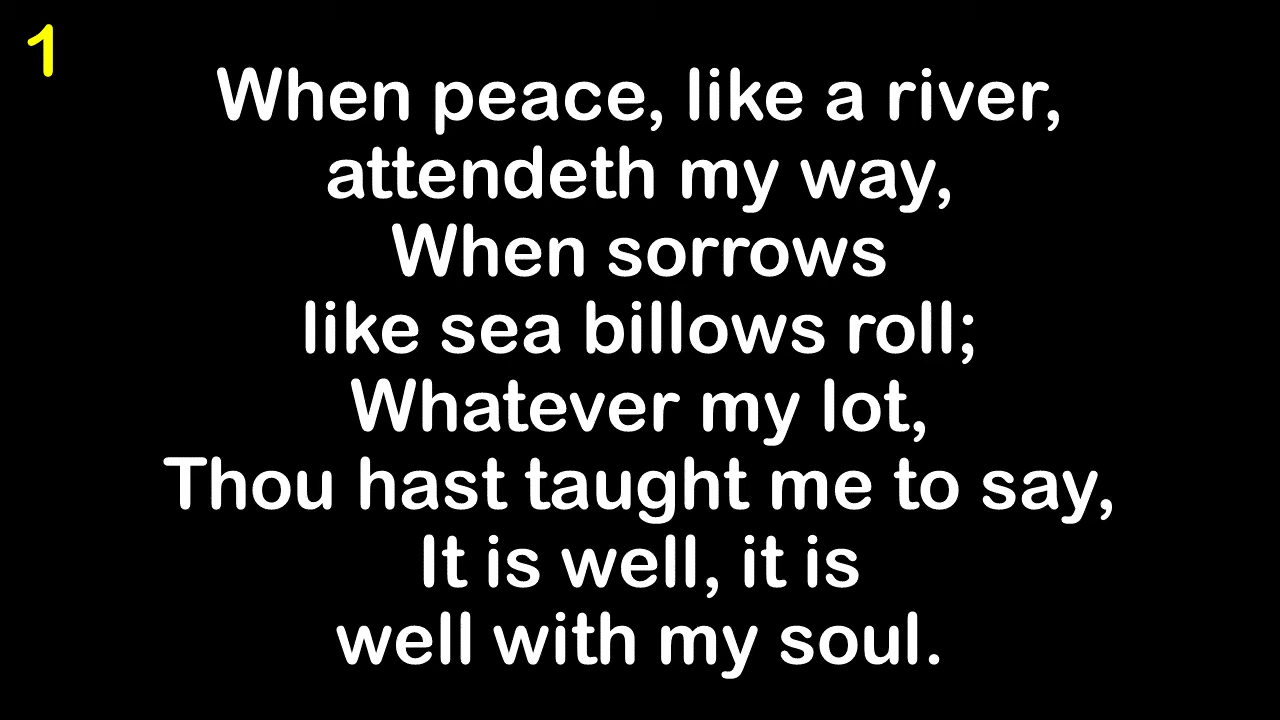 1
When peace, like a river,
attendeth my way,
When sorrows
like sea billows roll;
Whatever my lot,
Thou hast taught me to say,
It is well, it is
well with my soul.